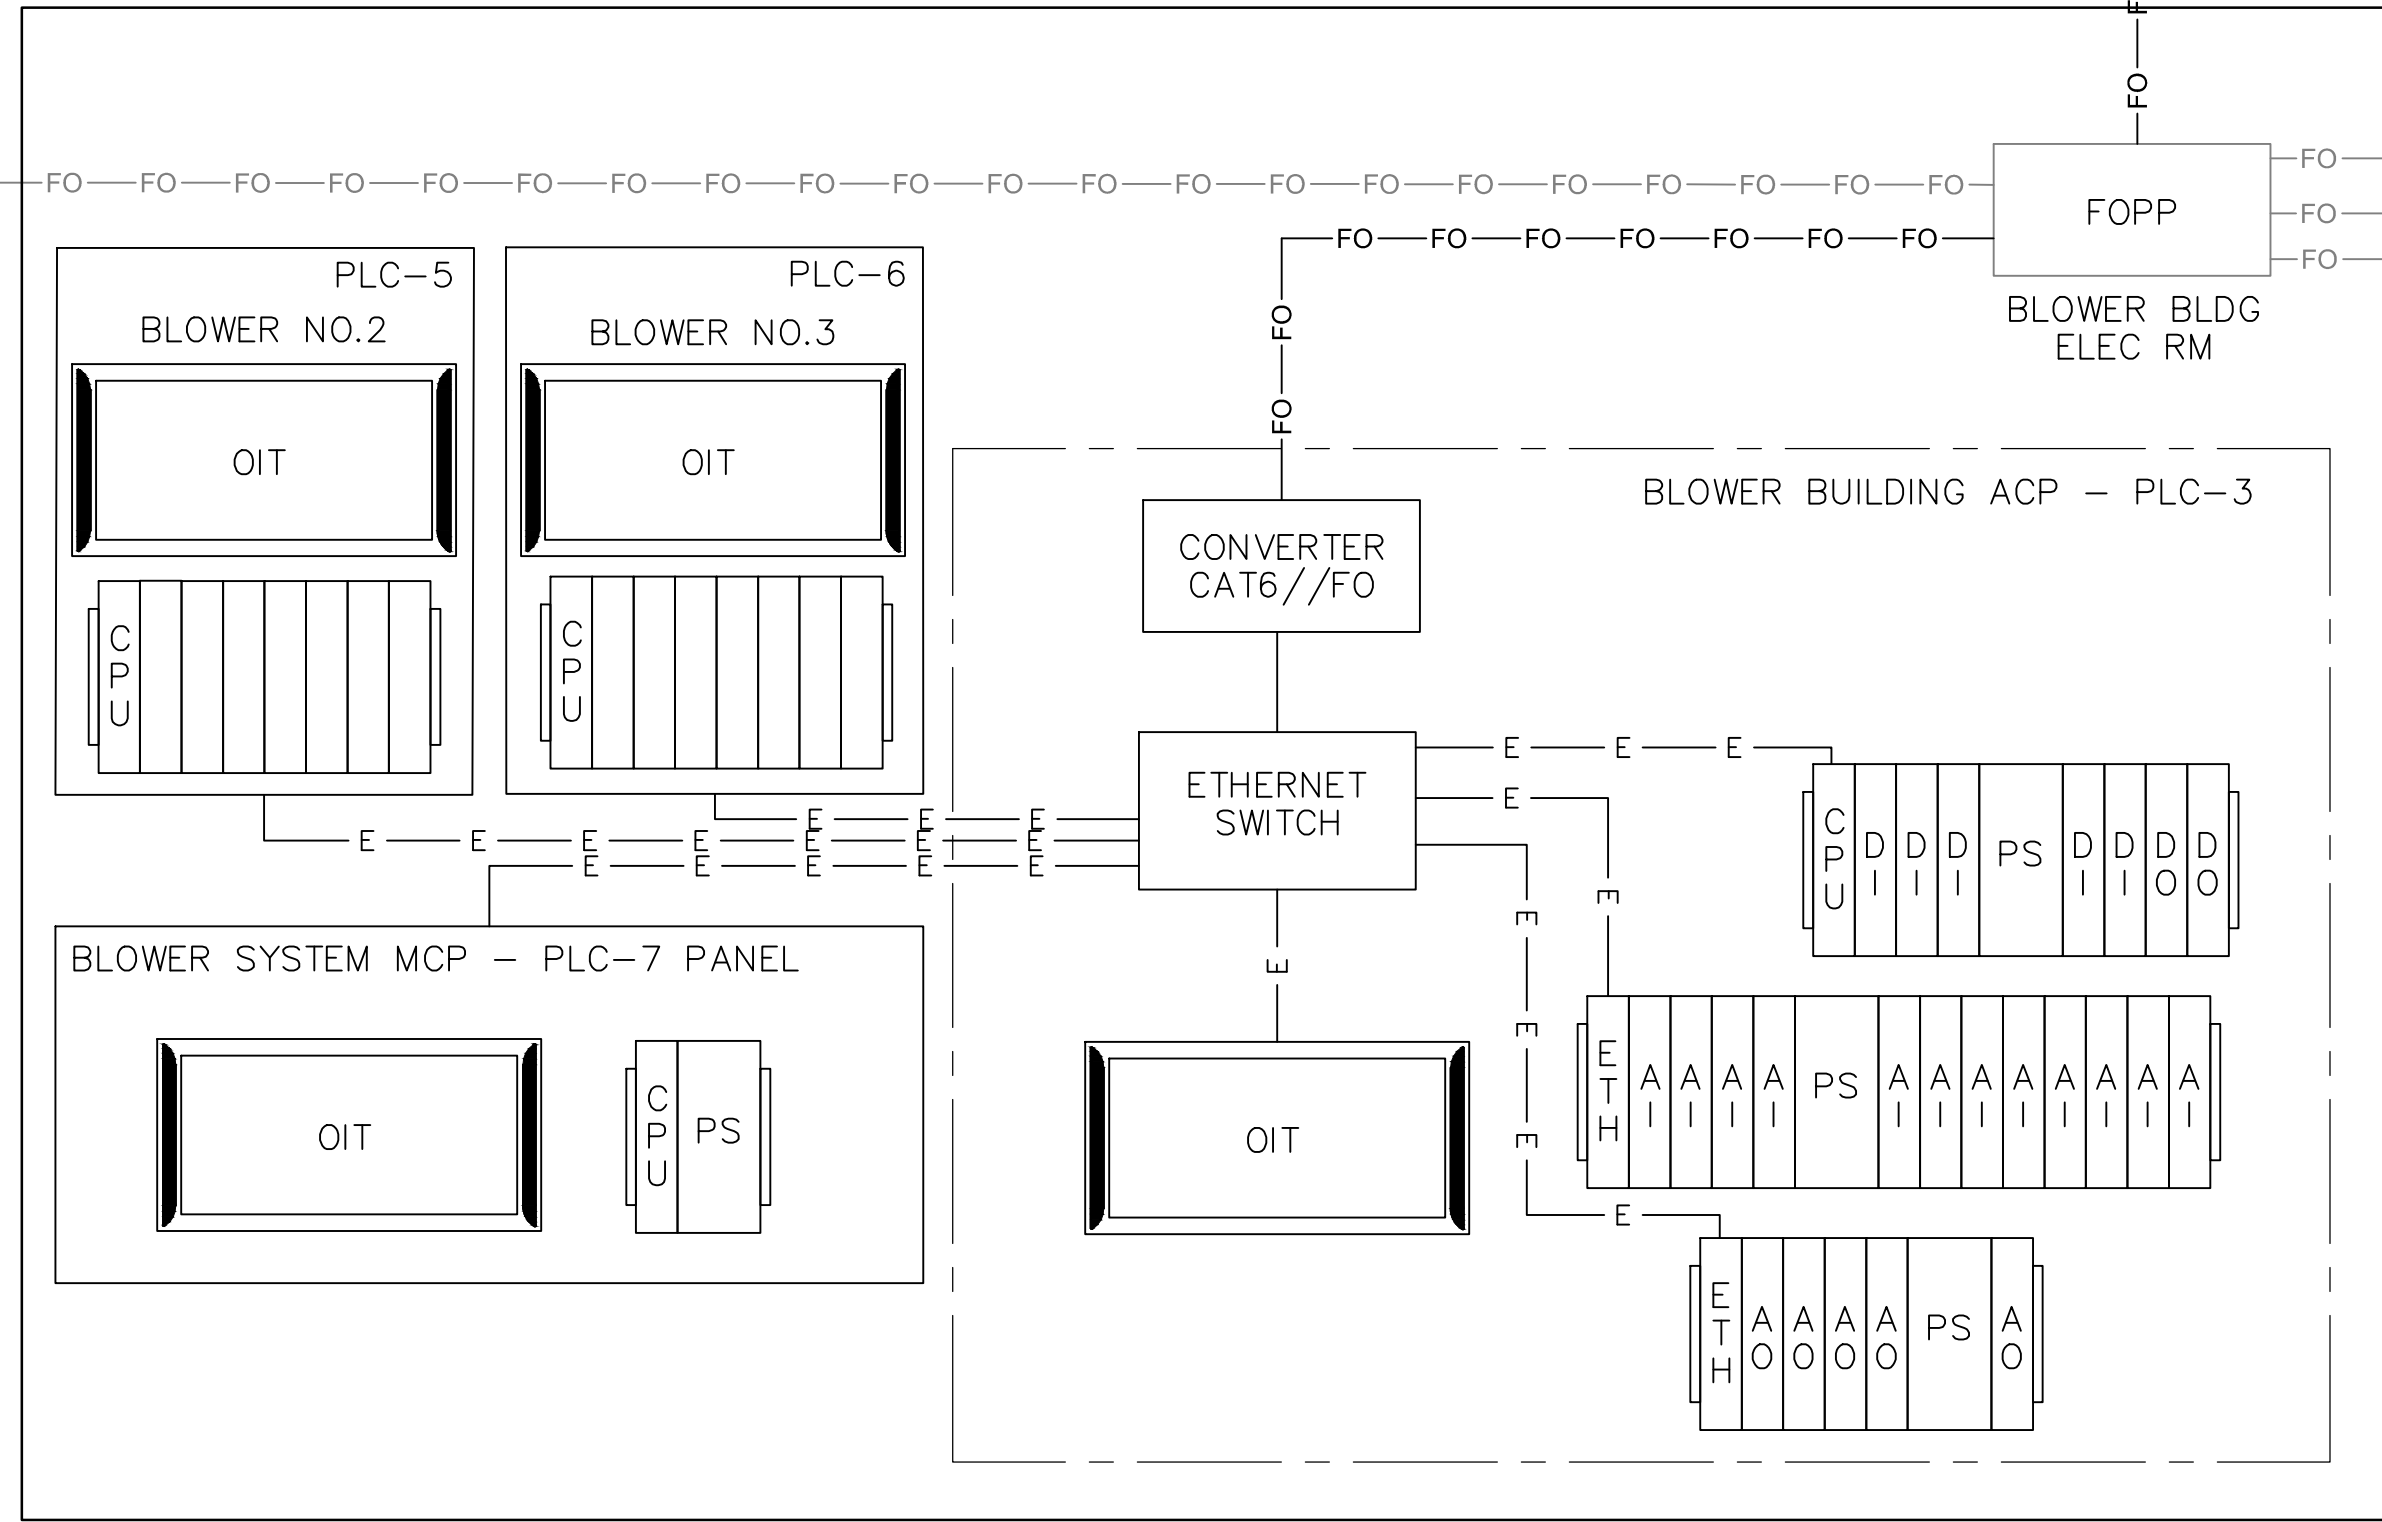 FO
FO
FO FO FO FO FO FO FO FO FO FO FO FO FO FO FO FO FO FO FO FO FO
FOPP
FO
FO
FO
FO FO FO FO FO FO FO
BLOWER BLDG
ELEC RM
FO
FO
PLC-5
BLOWER NO.2
OIT
CPU
PLC-6
BLOWER NO.3
OIT
CPU
BLOWER BUILDING ACP - PLC-3
CONVERTER
CAT6//FO
ETHERNET
SWITCH
E E E
E E E E E E E
E E E E E
E E E
E
E
E
E
E
E
E
CPU DI DI DI PS DI DI DO DO
ETH AI AI AI AI PS AI AI AI AI AI AI AI AI
ETH AO AO AO AO PS AO
OIT
BLOWER SYSTEM MCP - PLC-7 PANEL
OIT
CPU PS